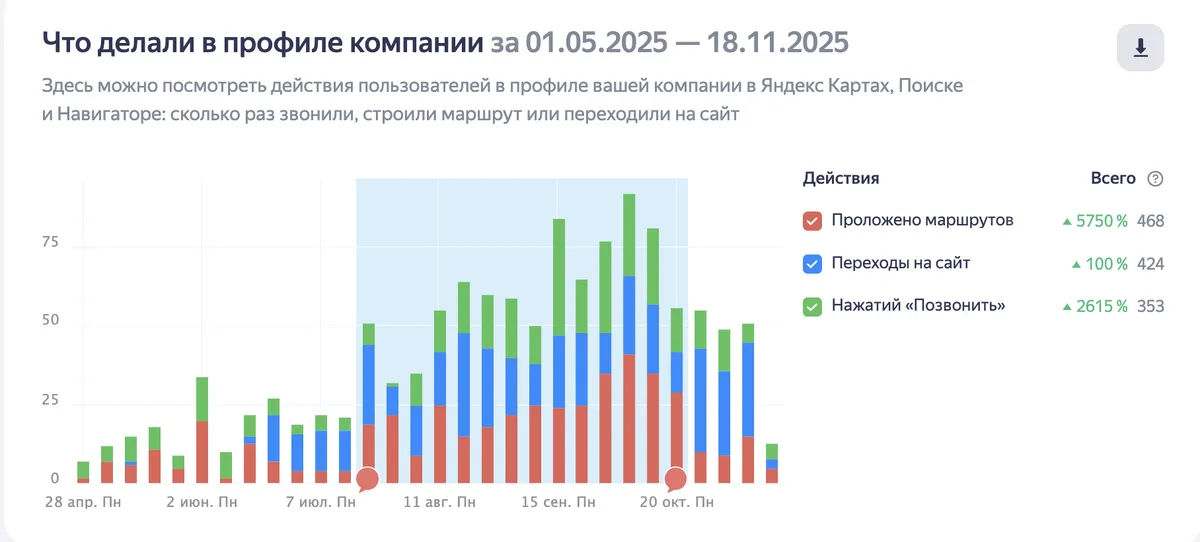 Что делали в профиле компании за 01.05.2025 — 18.11.2025
Здесь можно посмотреть действия пользователей в профиле вашей компании в Яндекс Картах, Поиске
и Навигаторе: сколько раз звонили, строили маршрут или переходили на сайт
Действия Всего ?
Проложено маршрутов 5750 % 468
Переходы на сайт 100 % 424
Нажатий «Позвонить» 2615 % 353
75
50
25
0
28 апр. Пн 2 июн. Пн 7 июл. Пн 11 авг. Пн 15 сен. Пн 20 окт. Пн